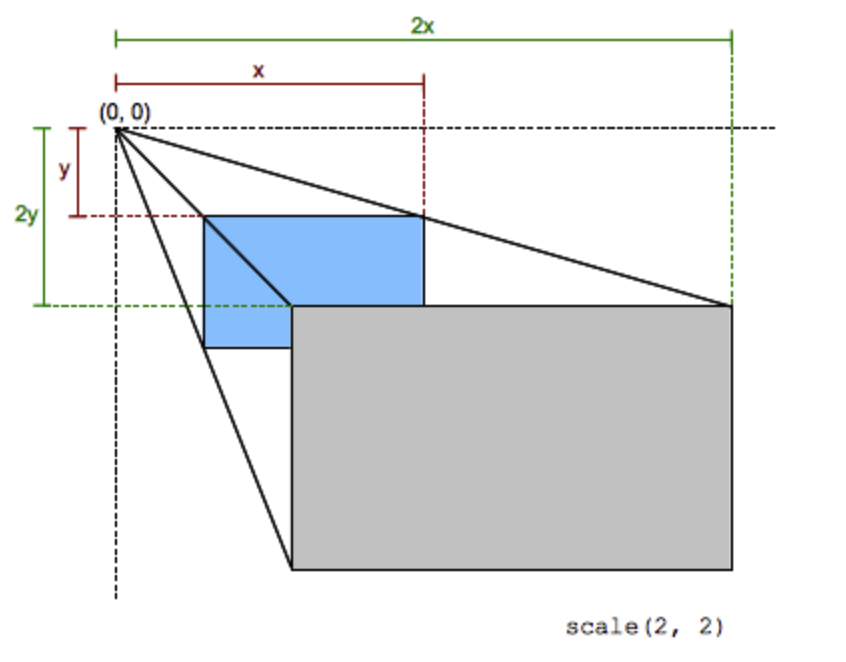 2x
x
(0, 0)
y
2y
scale(2, 2)